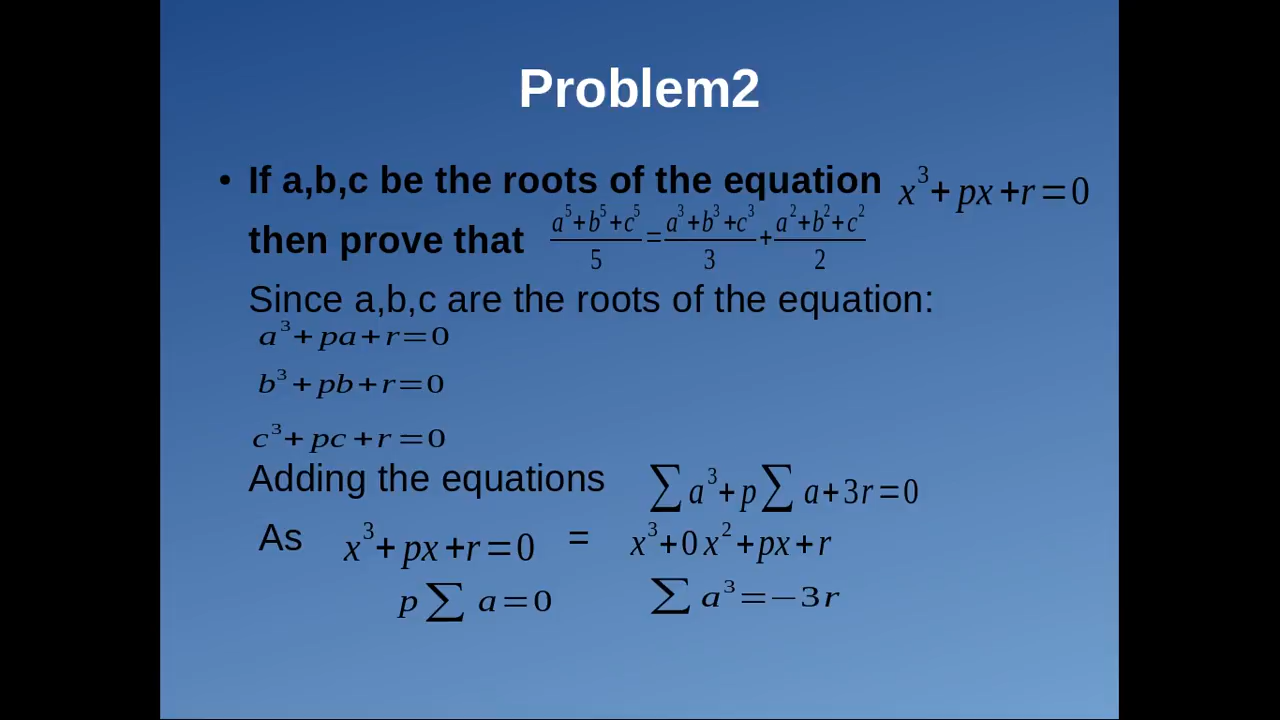 Problem2
• If a,b,c be the roots of the equation x³+px+r=0
then prove that (a⁵+b⁵+c⁵)/5=(a³+b³+c³)/3+(a²+b²+c²)/2
Since a,b,c are the roots of the equation:
a³+pa+r=0
b³+pb+r=0
c³+pc+r=0
Adding the equations ∑a³+p∑a+3r=0
As x³+px+r=0 = x³+0x²+px+r
p∑a=0 ∑a³=−3r